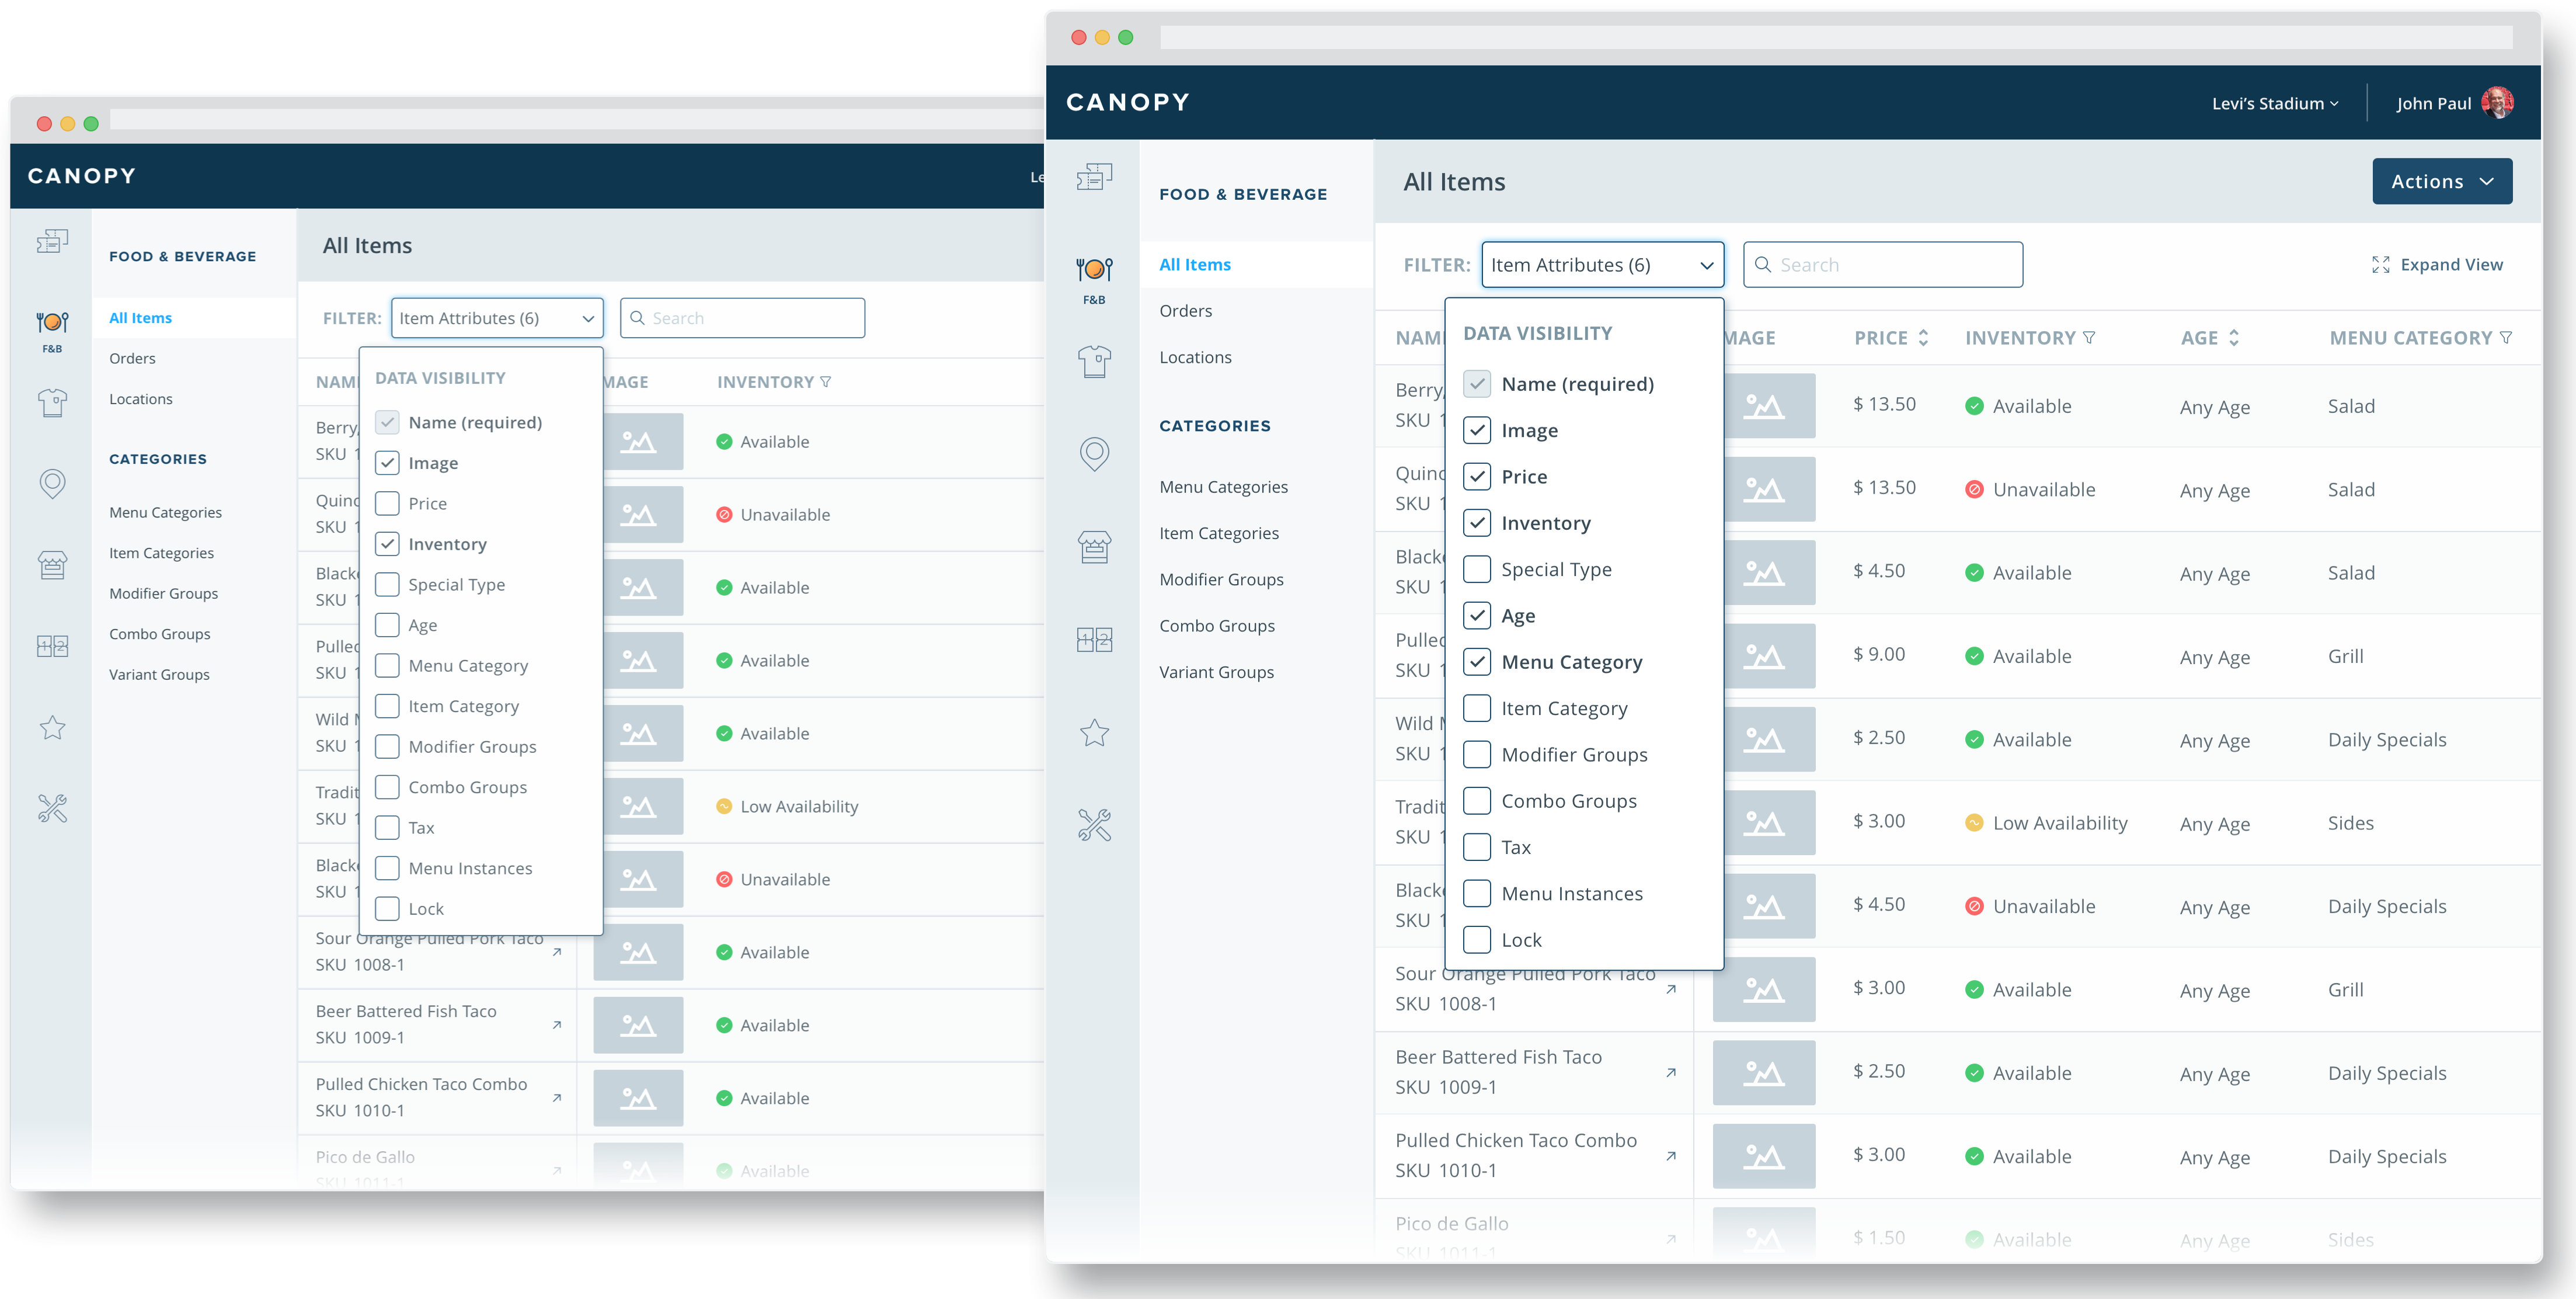 CANOPY
Le
FOOD & BEVERAGE
F&B
All Items
Orders
Locations
CATEGORIES
Menu Categories
Item Categories
Modifier Groups
Combo Groups
Variant Groups
All Items
FILTER: Item Attributes (6) Search
NAM MAGE INVENTORY
DATA VISIBILITY
Name (required)
Image
Price
Inventory
Special Type
Age
Menu Category
Item Category
Modifier Groups
Combo Groups
Tax
Menu Instances
Lock
Berry,
SKU 1
Available
Quinc
SKU 1
Unavailable
Blacke
SKU 1
Available
Pulled
SKU 1
Available
Wild M
SKU 1
Available
Tradit
SKU 1
Low Availability
Blacke
SKU 1
Unavailable
Sour Orange Pulled Pork Taco
SKU 1008-1
Available
Beer Battered Fish Taco
SKU 1009-1
Available
Pulled Chicken Taco Combo
SKU 1010-1
Available
Pico de Gallo
SKU 1011-1
Available
CANOPY
Levi's Stadium
John Paul
FOOD & BEVERAGE
F&B
All Items
Orders
Locations
CATEGORIES
Menu Categories
Item Categories
Modifier Groups
Combo Groups
Variant Groups
All Items
Actions
FILTER: Item Attributes (6) Search
Expand View
NAM MAGE PRICE INVENTORY AGE MENU CATEGORY
DATA VISIBILITY
Name (required)
Image
Price
Inventory
Special Type
Age
Menu Category
Item Category
Modifier Groups
Combo Groups
Tax
Menu Instances
Lock
Berry,
SKU 1
$ 13.50 Available Any Age Salad
Quinc
SKU 1
$ 13.50 Unavailable Any Age Salad
Blacke
SKU 1
$ 4.50 Available Any Age Salad
Pulled
SKU 1
$ 9.00 Available Any Age Grill
Wild M
SKU 1
$ 2.50 Available Any Age Daily Specials
Tradit
SKU 1
$ 3.00 Low Availability Any Age Sides
Blacke
SKU 1
$ 4.50 Unavailable Any Age Daily Specials
Sour Orange Pulled Pork Taco
SKU 1008-1
$ 3.00 Available Any Age Grill
Beer Battered Fish Taco
SKU 1009-1
$ 2.50 Available Any Age Daily Specials
Pulled Chicken Taco Combo
SKU 1010-1
$ 3.00 Available Any Age Daily Specials
Pico de Gallo
SKU 1011-1
$ 1.50 Available Any Age Sides